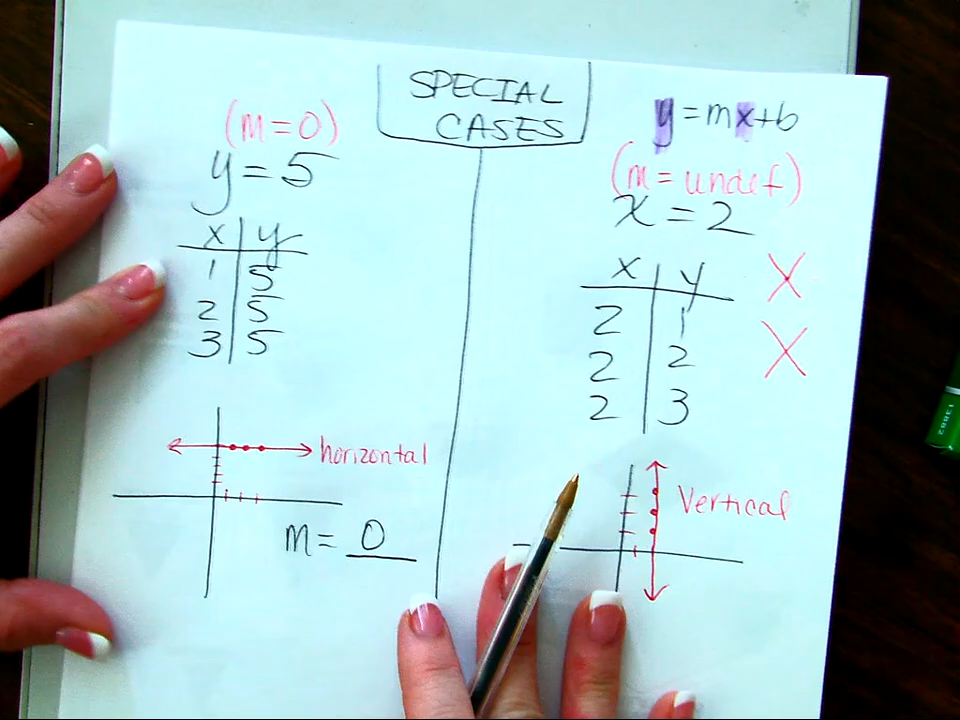 SPECIAL
CASES
(m=0)
y=5
x y
1 5
2 5
3 5
horizontal
m= 0
y=mx+b
(m=undef)
x=2
x y X
2 1
2 2 X
2 3
Vertical
13882